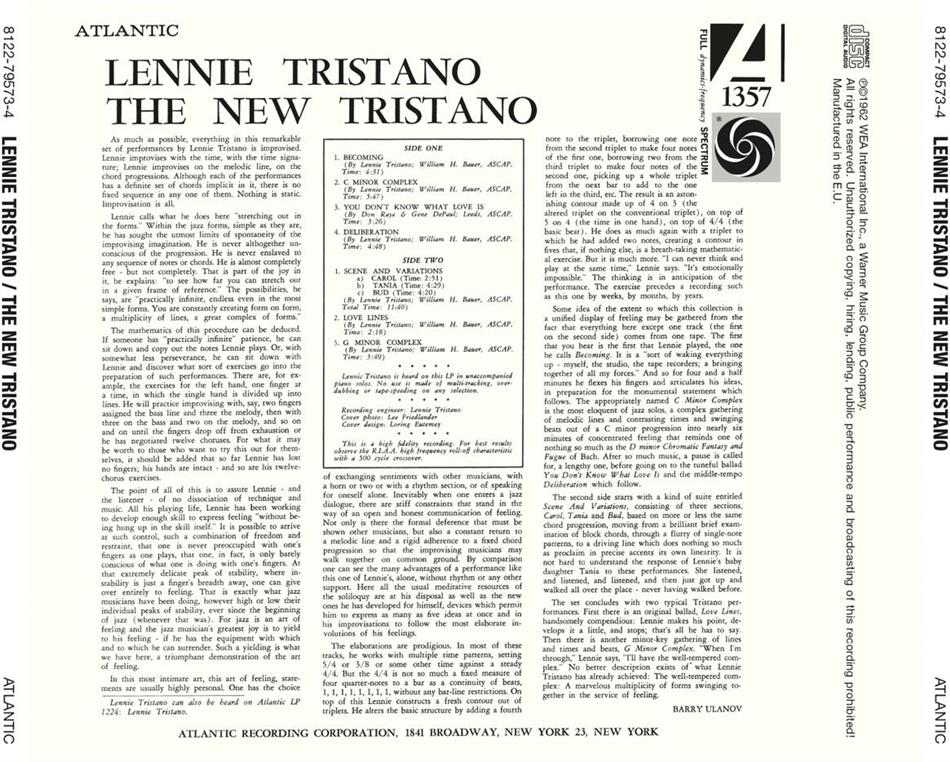 ATLANTIC
LENNIE TRISTANO
THE NEW TRISTANO
FULL dynamics-frequency SPECTRUM
1357
®
As much as possible, everything in this remarkable
set of performances by Lennie Tristano is improvised.
Lennie improvises with the time, with the time signa-
ture; Lennie improvises on the melodic line, on the
chord progressions. Although each of the performances
has a definite set of chords implicit in it, there is no
fixed sequence in any one of them. Nothing is static.
Improvisation is all.
Lennie calls what he does here "stretching out in
the forms." Within the jazz forms, simple as they are,
he has sought the utmost limits of spontaneity of the
improvising imagination. He is never althogether un-
conscious of the progression. He is never enslaved to
any sequence of notes or chords. He is almost completely
free - but not completely. That is part of the joy in
it, he explains: "to see how far you can stretch out
in a given frame of reference." The possibilities, he
says, are "practically infinite, endless even in the most
simple forms. You are constantly creating form on form,
a multiplicity of lines, a great complex of forms."
The mathematics of this procedure can be deduced.
If someone has "practically infinite" patience, he can
sit down and copy out the notes Lennie plays. Or, with
somewhat less perseverance, he can sit down with
Lennie and discover what sort of exercises go into the
preparation of such performances. There are, for ex-
ample, the exercises for the left hand, one finger at
a time, in which the single hand is divided up into
lines. He will practice improvising with, say, two fingers
assigned the bass line and three the melody, then with
three on the bass and two on the melody, and so on
and on until the fingers drop off from exhaustion or
he has negotiated twelve choruses. For what it may
be worth to those who want to try this out for them-
selves, it should be added that so far Lennie has lost
no fingers; his hands are intact - and so are his twelve-
chorus exercises.
The point of all of this is to assure Lennie - and
the listener - of no dissociation of technique and
music. All his playing life, Lennie has been working
to develop enough skill to express feeling "without be-
ing hung up in the skill itself." It is possible to arrive
at such control, such a combination of freedom and
restraint, that one is never preoccupied with one's
fingers as one plays, that one, in fact, is only barely
conscious of what one is doing with one's fingers. At
that extremely delicate peak of stability, where in-
stability is just a finger's breadth away, one can give
over entirely to feeling. That is exactly what jazz
musicians have been doing, however high or low their
individual peaks of stability, ever since the beginning
of jazz (whenever that was). For jazz is an art of
feeling and the jazz musician's greatest joy is to yield
to his feeling - if he has the equipment with which
and to which he can surrender. Such a yielding is what
we have here, a triumphant demonstration of the art
of feeling.
In this most intimate art, this art of feeling, state-
ments are usually highly personal. One has the choice
Lennie Tristano can also be heard on Atlantic LP
1224: Lennie Tristano.
SIDE ONE
1. BECOMING
(By Lennie Tristano; William H. Bauer, ASCAP.
Time: 4:31)
2. C MINOR COMPLEX
(By Lennie Tristano; William H. Bauer, ASCAP.
Time: 5:47)
3. YOU DON'T KNOW WHAT LOVE IS
(By Don Raye & Gene DePaul; Leeds, ASCAP.
Time: 3:26)
4. DELIBERATION
(By Lennie Tristano; William H. Bauer, ASCAP.
Time: 4:48)
SIDE TWO
1. SCENE AND VARIATIONS
a) CAROL (Time: 2:51)
b) TANIA (Time: 4:29)
c) BUD (Time: 4:20)
(By Lennie Tristano; William H. Bauer, ASCAP.
Total Time: 11:40)
2. LOVE LINES
(By Lennie Tristano; William H. Bauer, ASCAP.
Time: 2:18)
3. G MINOR COMPLEX
(By Lennie Tristano; William H. Bauer, ASCAP.
Time: 3:49)
* * * * *
Lennie Tristano is heard on this LP in unaccompanied
piano solos. No use is made of multi-tracking, over-
dubbing or tape-speeding on any selection.
* * * * *
Recording engineer: Lennie Tristano
Cover photo: Lee Friedlander
Cover design: Loring Eutemey
* * * * *
This is a high fidelity recording. For best results
observe the R.I.A.A. high frequency roll-off characteristic
with a 500 cycle crossover.
of exchanging sentiments with other musicians, with
a horn or two or with a rhythm section, or of speaking
for oneself alone. Inevitably when one enters a jazz
dialogue, there are stiff constraints that stand in the
way of an open and honest communication of feeling.
Not only is there the formal deference that must be
shown other musicians, but also a constant return to
a melodic line and a rigid adherence to a fixed chord
progression so that the improvising musicians may
walk together on common ground. By comparison
one can see the many advantages of a performance like
this one of Lennie's, alone, without rhythm or any other
support. Here all the usual meditative resources of
the soliloquy are at his disposal as well as the new
ones he has developed for himself, devices which permit
him to express as many as five ideas at once and in
his improvisations to follow the most elaborate in-
volutions of his feelings.
The elaborations are prodigious. In most of these
tracks, he works with multiple time patterns, setting
5/4 or 3/8 or some other time against a steady
4/4. But the 4/4 is not so much a fixed measure of
four quarter-notes to a bar as a continuity of beats,
1, 1, 1, 1, 1, 1, 1, without any bar-line restrictions. On
top of this Lennie constructs a fresh contour out of
triplets. He alters the basic structure by adding a fourth
note to the triplet, borrowing one note
from the second triplet to make four notes
of the first one, borrowing two from the
third triplet to make four notes of the
second one, picking up a whole triplet
from the next bar to add to the one
left in the third, etc. The result is an aston-
ishing contour made up of 4 on 3 (the
altered triplet on the conventional triplet), on top of
5 on 4 (the time in one hand), on top of 4/4 (the
basic beat). He does as much again with a triplet to
which he had added two notes, creating a contour in
fives that, if nothing else, is a breath-taking mathemat-
ical exercise. But it is much more. "I can never think
and play at the same time," Lennie says. "It's emotionally
impossible." The thinking is in anticipation of the
performance. The exercise precedes a recording such
as this one by weeks, by months, by years.
Some idea of the extent to which this collection is
a unified display of feeling may be gathered from the
fact that everything here except one track (the first
on the second side) comes from one tape. The first
that you hear is the first that Lennie played, the one
he calls Becoming. It is a "sort of waking everything
up - myself, the studio, the tape recorders; a bringing
together of all my forces." And so for four and a half
minutes he flexes his fingers and articulates his ideas,
in preparation for the monumental statement which
follows. The appropriately named C Minor Complex
is the most eloquent of jazz solos, a complex gathering
of melodic lines and contrasting times and swinging
beats out of a C minor progression into nearly six
minutes of concentrated feeling that reminds one of
nothing so much as the D minor Chromatic Fantasy and
Fugue of Bach. After so much music, a pause is called
for, a lengthy one, before going on to the tuneful ballad
You Don't Know What Love Is and the middle-tempo
Deliberation which follow.
The second side starts with a kind of suite entitled
Scene And Variations, consisting of three sections,
Carol, Tania and Bud, based on more or less the same
chord progression, moving from a brilliant brief exam-
ination of block chords, through a flurry of single-note
patterns, to a driving line which does nothing so much
as proclaim in precise accents its own linearity. It is
not hard to understand the response of Lennie's baby
daughter Tania to these performances. She listened,
and listened, and listened, and then just got up and
walked all over the place - never having walked before.
The set concludes with two typical Tristano per-
formances. First there is an original ballad, Love Lines,
handsomely compendious: Lennie makes his point, de-
velops it a little, and stops; that's all he has to say.
Then there is another minor-key gathering of lines
and times and beats, G Minor Complex. "When I'm
through," Lennie says, "I'll have the well-tempered com-
plex." No better description exists of what Lennie
Tristano has already achieved: The well-tempered com-
plex: A marvelous multiplicity of forms swinging to-
gether in the service of feeling.
BARRY ULANOV
ATLANTIC RECORDING CORPORATION, 1841 BROADWAY, NEW YORK 23, NEW YORK
COMPACT
disc
DIGITAL AUDIO
℗©1962 WEA International Inc., a Warner Music Group Company.
All rights reserved. Unauthorized copying, hiring, lending, public performance and broadcasting of this recording prohibited!
Manufactured in the E.U.
8122-79573-4 LENNIE TRISTANO / THE NEW TRISTANO ATLANTIC
8122-79573-4 LENNIE TRISTANO / THE NEW TRISTANO ATLANTIC